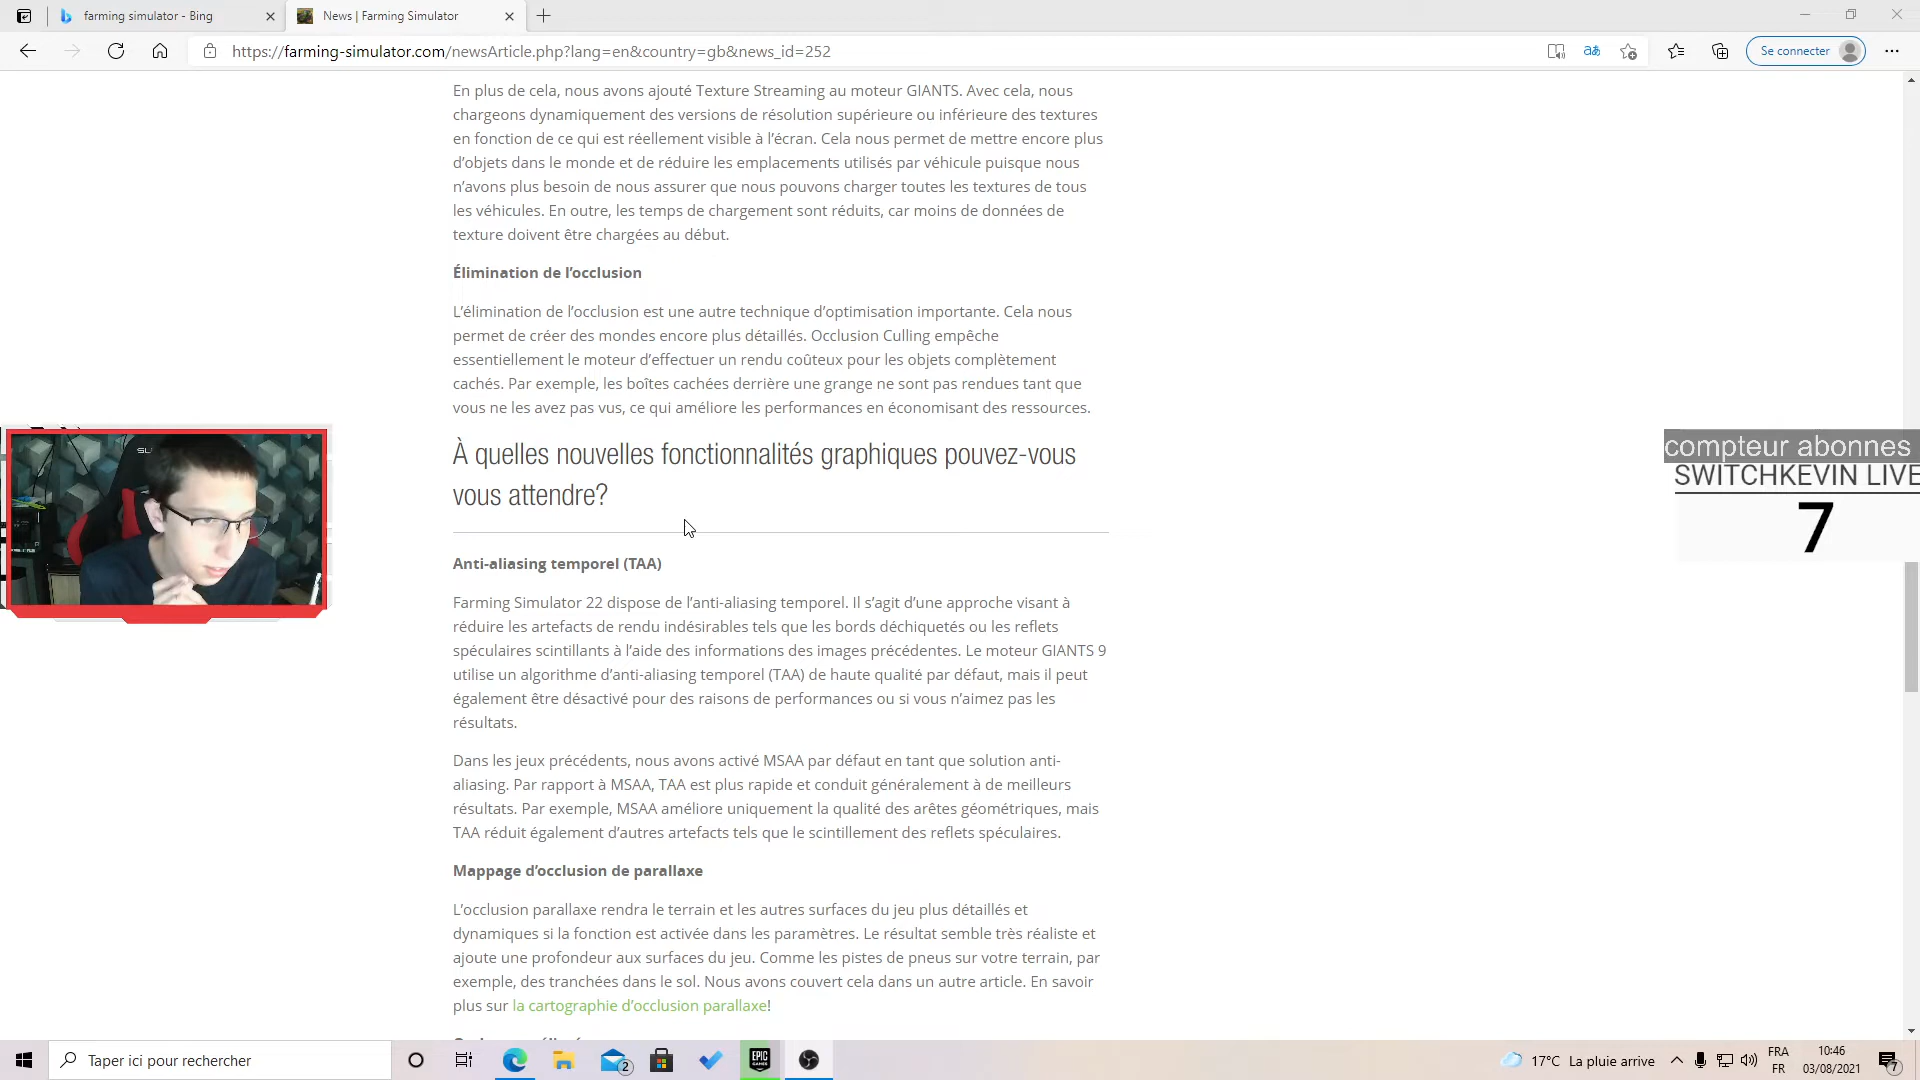 farming simulator - Bing
News | Farming Simulator
https://farming-simulator.com/newsArticle.php?lang=en&country=gb&news_id=252
aあ
Se connecter
En plus de cela, nous avons ajouté Texture Streaming au moteur GIANTS. Avec cela, nous
chargeons dynamiquement des versions de résolution supérieure ou inférieure des textures
en fonction de ce qui est réellement visible à l’écran. Cela nous permet de mettre encore plus
d’objets dans le monde et de réduire les emplacements utilisés par véhicule puisque nous
n’avons plus besoin de nous assurer que nous pouvons charger toutes les textures de tous
les véhicules. En outre, les temps de chargement sont réduits, car moins de données de
texture doivent être chargées au début.
Élimination de l’occlusion
L’élimination de l’occlusion est une autre technique d’optimisation importante. Cela nous
permet de créer des mondes encore plus détaillés. Occlusion Culling empêche
essentiellement le moteur d’effectuer un rendu coûteux pour les objets complètement
cachés. Par exemple, les boîtes cachées derrière une grange ne sont pas rendues tant que
vous ne les avez pas vus, ce qui améliore les performances en économisant des ressources.
À quelles nouvelles fonctionnalités graphiques pouvez-vous
vous attendre?
compteur abonnes
SWITCHKEVIN LIVE
7
Anti-aliasing temporel (TAA)
Farming Simulator 22 dispose de l’anti-aliasing temporel. Il s’agit d’une approche visant à
réduire les artefacts de rendu indésirables tels que les bords déchiquetés ou les reflets
spéculaires scintillants à l’aide des informations des images précédentes. Le moteur GIANTS 9
utilise un algorithme d’anti-aliasing temporel (TAA) de haute qualité par défaut, mais il peut
également être désactivé pour des raisons de performances ou si vous n’aimez pas les
résultats.
Dans les jeux précédents, nous avons activé MSAA par défaut en tant que solution anti-
aliasing. Par rapport à MSAA, TAA est plus rapide et conduit généralement à de meilleurs
résultats. Par exemple, MSAA améliore uniquement la qualité des arêtes géométriques, mais
TAA réduit également d’autres artefacts tels que le scintillement des reflets spéculaires.
Mappage d’occlusion de parallaxe
L’occlusion parallaxe rendra le terrain et les autres surfaces du jeu plus détaillés et
dynamiques si la fonction est activée dans les paramètres. Le résultat semble très réaliste et
ajoute une profondeur aux surfaces du jeu. Comme les pistes de pneus sur votre terrain, par
exemple, des tranchées dans le sol. Nous avons couvert cela dans un autre article. En savoir
plus sur la cartographie d’occlusion parallaxe!
Taper ici pour rechercher
2
EPIC
GAMES
17°C La pluie arrive
FRA
FR
10:46
03/08/2021
7